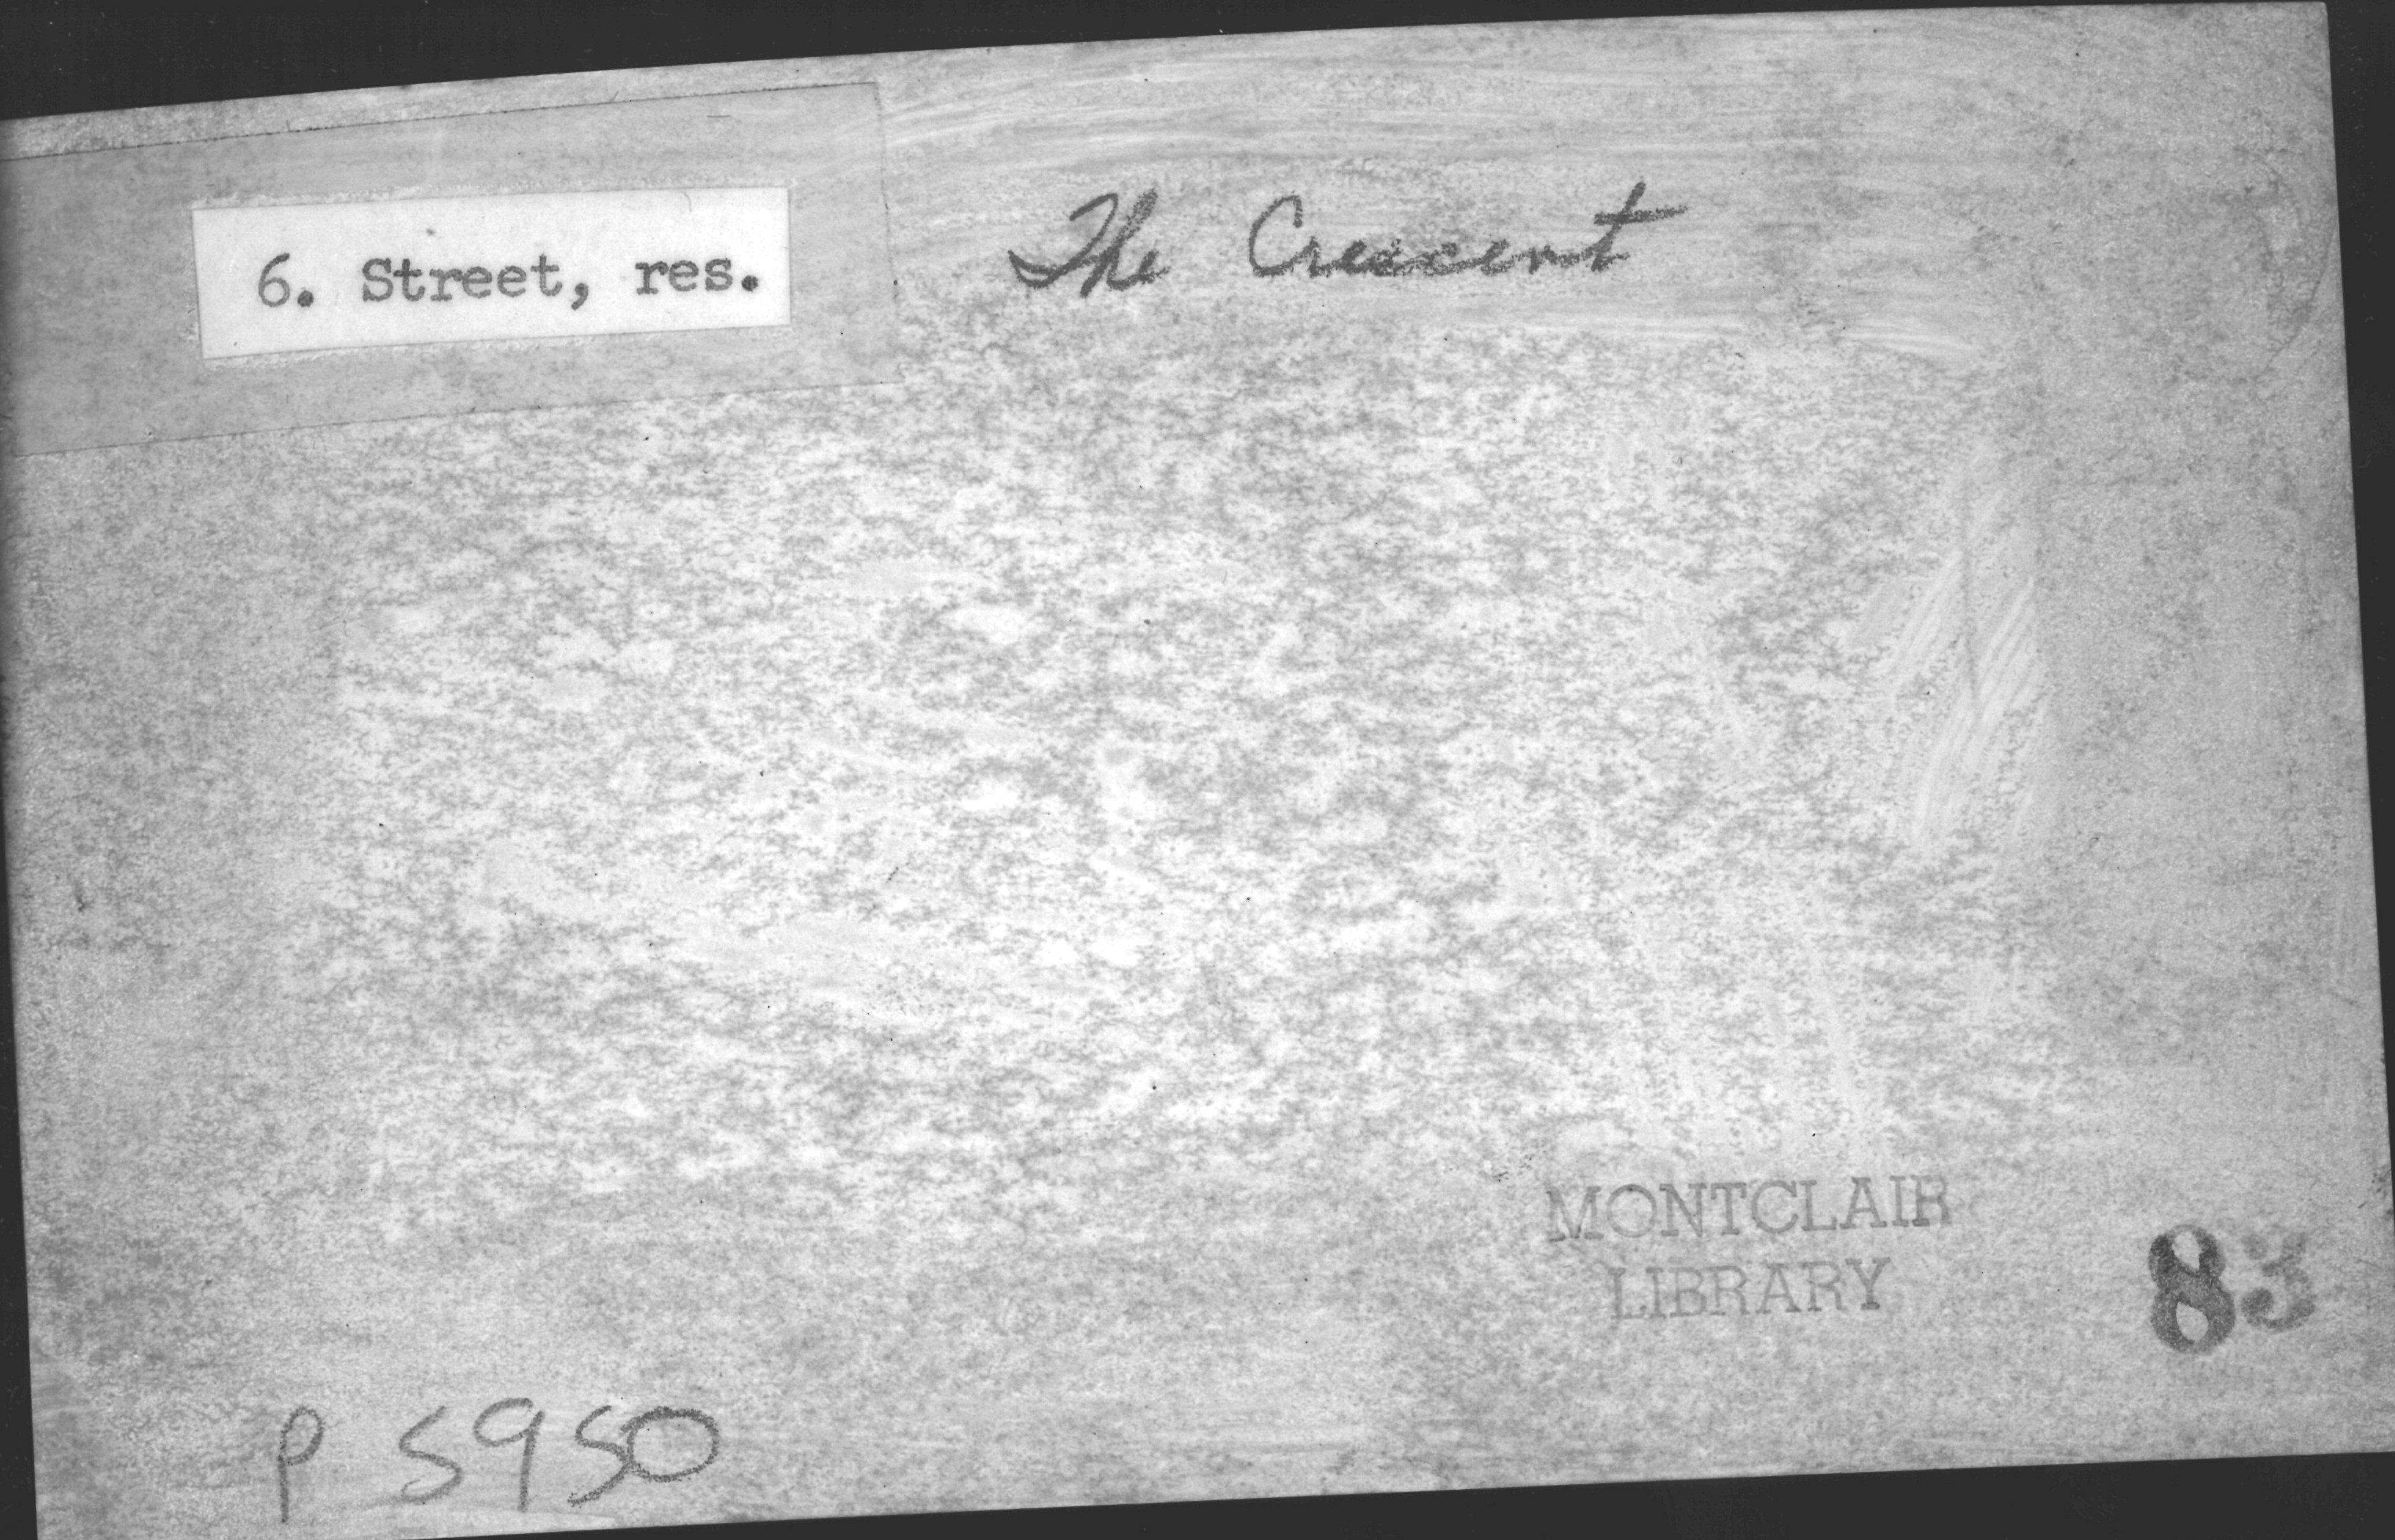 6. Street, res.
The Crescent
MONTCLAIR
LIBRARY
83
P 5950